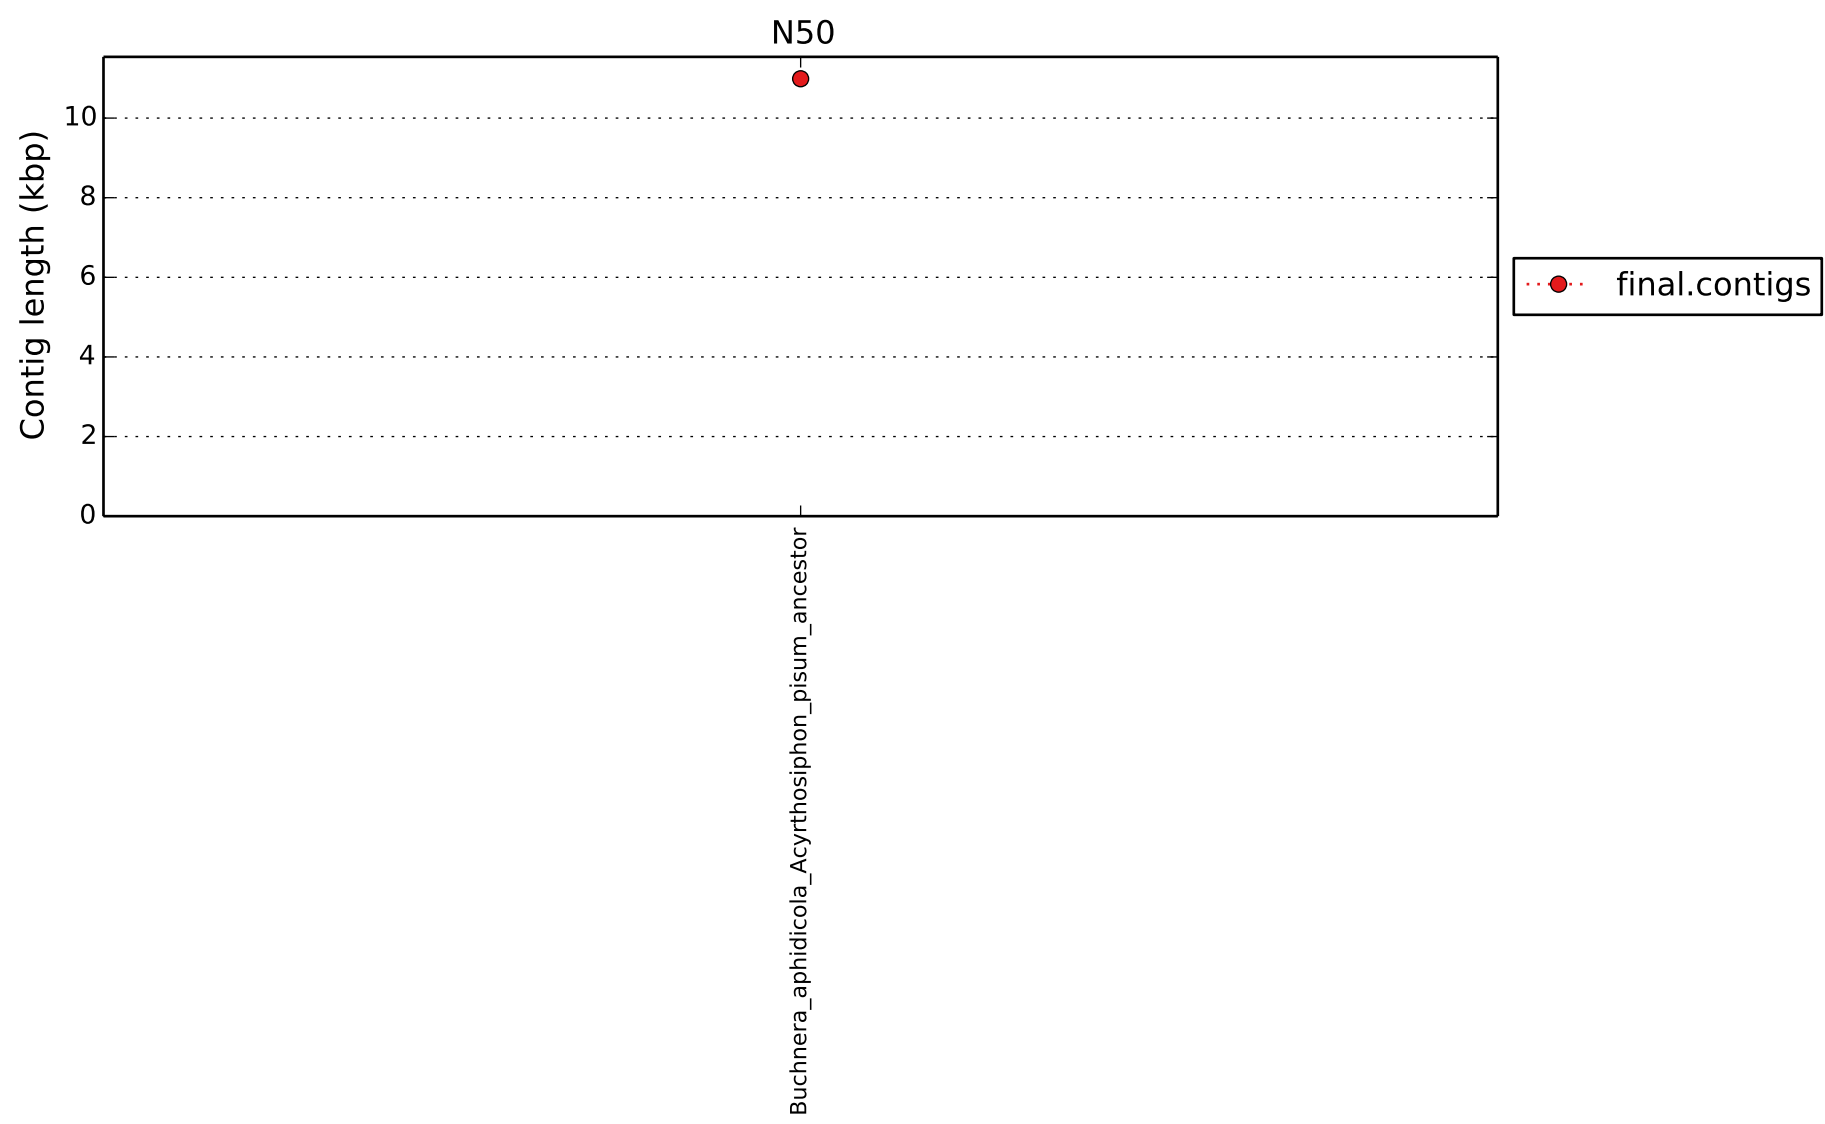 N50
Contig length (kbp)
10
8
6
4
2
0
final.contigs
Buchnera_aphidicola_Acyrthosiphon_pisum_ancestor